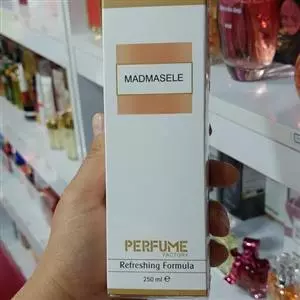 MADMASELE
PERFUME
FACTORY
Refreshing Formula
250 ml e